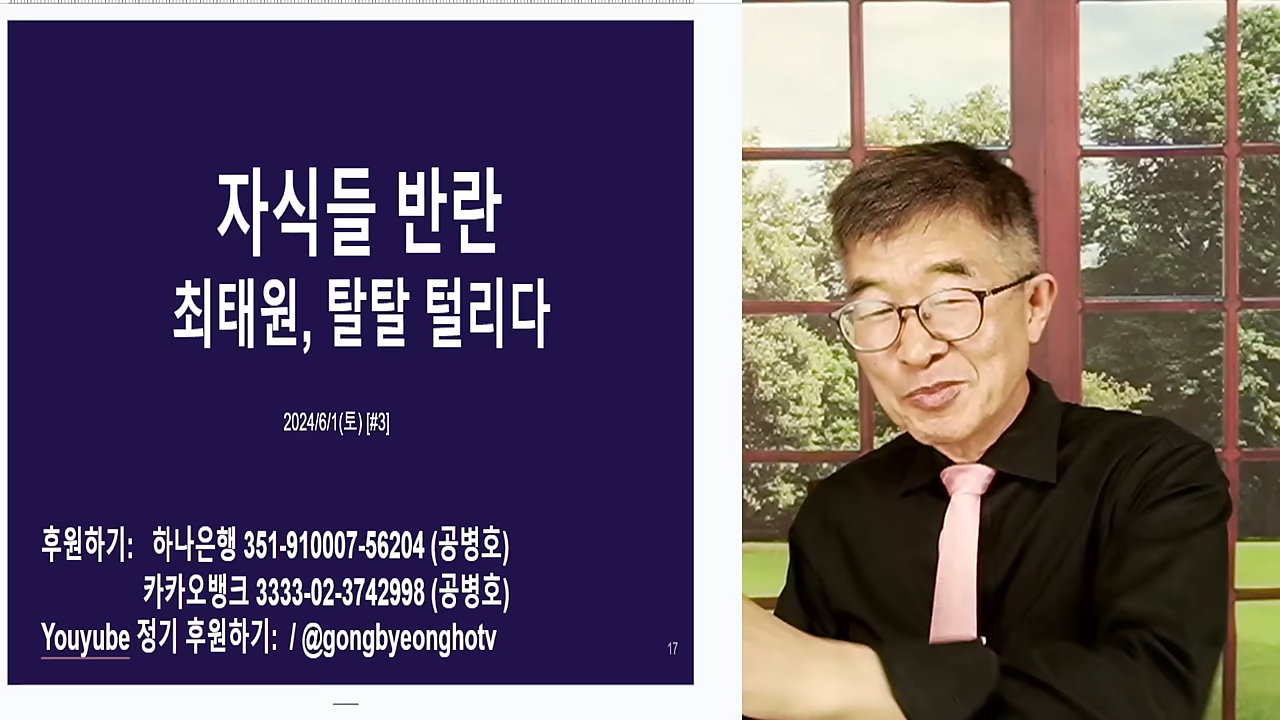 자식들 반란
최태원, 탈탈 털리다
2024/6/1(토) [#3]
후원하기: 하나은행 351-910007-56204 (공병호)
카카오뱅크 3333-02-3742998 (공병호)
Youyube 정기 후원하기: / @gongbyeonghotv
17